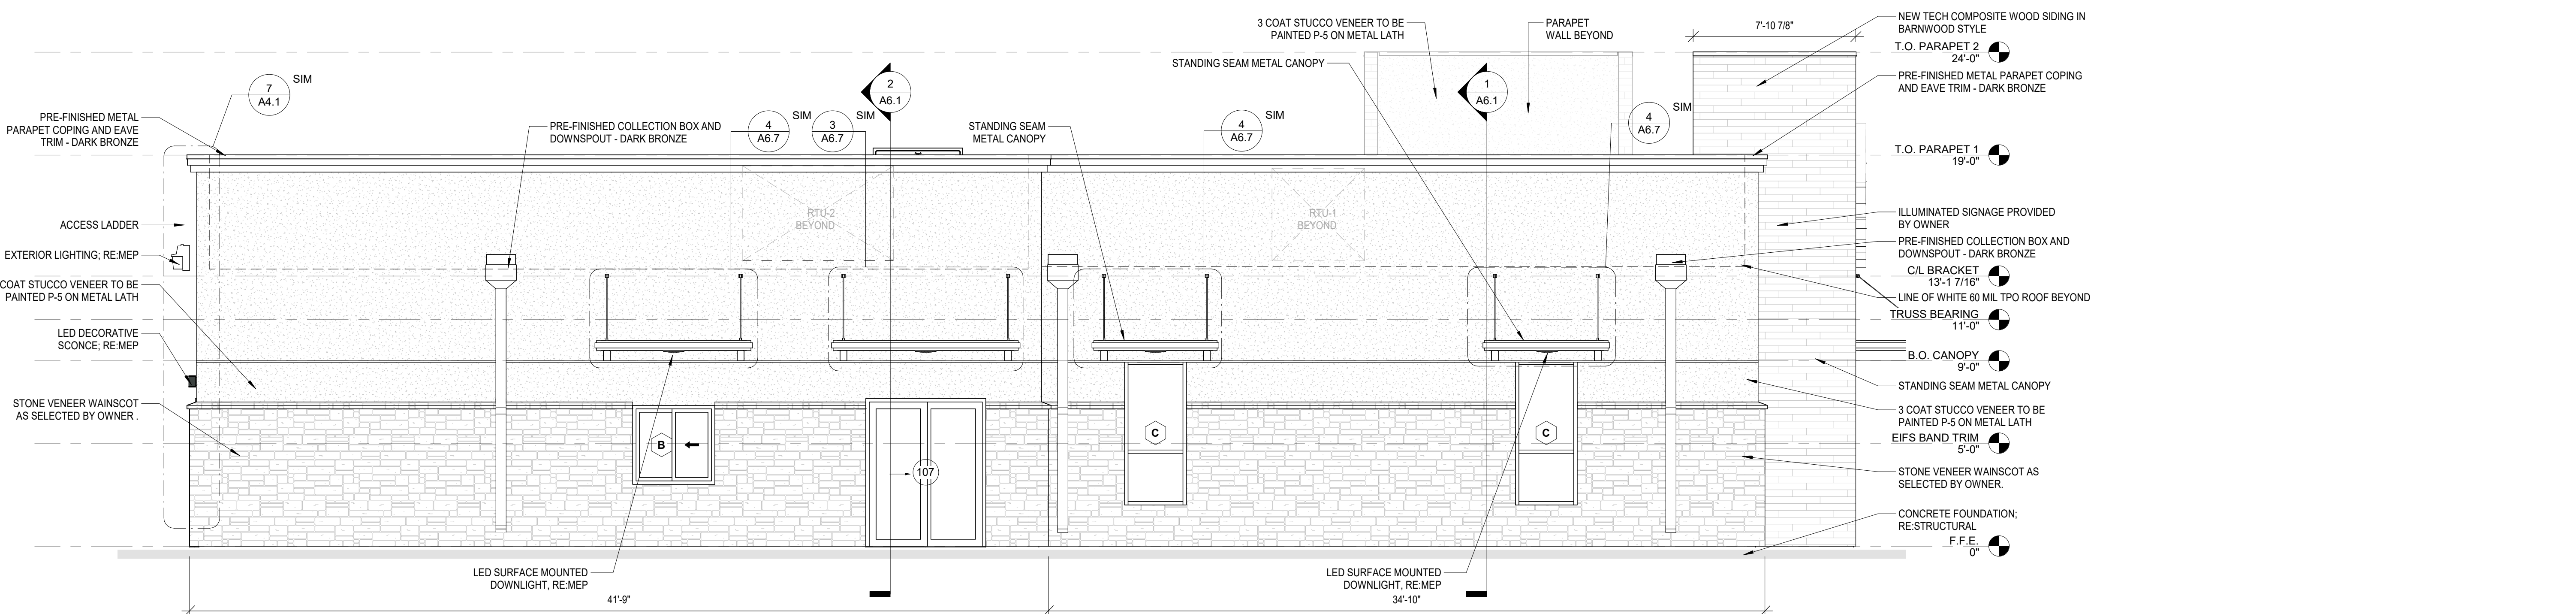 3 COAT STUCCO VENEER TO BE
PAINTED P-5 ON METAL LATH
PARAPET
WALL BEYOND
7'-10 7/8"
NEW TECH COMPOSITE WOOD SIDING IN
BARNWOOD STYLE
T.O. PARAPET 2
24'-0"
STANDING SEAM METAL CANOPY
PRE-FINISHED METAL PARAPET COPING
AND EAVE TRIM - DARK BRONZE
7
A4.1
SIM
2
A6.1
1
A6.1
PRE-FINISHED METAL
PARAPET COPING AND EAVE
TRIM - DARK BRONZE
PRE-FINISHED COLLECTION BOX AND
DOWNSPOUT - DARK BRONZE
4
A6.7
SIM
3
A6.7
SIM
STANDING SEAM
METAL CANOPY
4
A6.7
SIM
4
A6.7
SIM
T.O. PARAPET 1
19'-0"
ACCESS LADDER
RTU-2
BEYOND
RTU-1
BEYOND
ILLUMINATED SIGNAGE PROVIDED
BY OWNER
EXTERIOR LIGHTING; RE:MEP
PRE-FINISHED COLLECTION BOX AND
DOWNSPOUT - DARK BRONZE
C/L BRACKET
13'-1 7/16"
COAT STUCCO VENEER TO BE
PAINTED P-5 ON METAL LATH
LINE OF WHITE 60 MIL TPO ROOF BEYOND
TRUSS BEARING
11'-0"
LED DECORATIVE
SCONCE; RE:MEP
B.O. CANOPY
9'-0"
STANDING SEAM METAL CANOPY
STONE VENEER WAINSCOT
AS SELECTED BY OWNER .
3 COAT STUCCO VENEER TO BE
PAINTED P-5 ON METAL LATH
B
C
C
EIFS BAND TRIM
5'-0"
107
STONE VENEER WAINSCOT AS
SELECTED BY OWNER.
CONCRETE FOUNDATION;
RE:STRUCTURAL
F.F.E.
0"
LED SURFACE MOUNTED
DOWNLIGHT, RE:MEP
LED SURFACE MOUNTED
DOWNLIGHT, RE:MEP
41'-9"
34'-10"